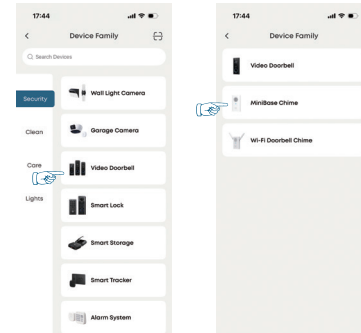 17:44
Device Family
Search Devices
Security
Clean
Care
Lights
Wall Light Camera
Garage Camera
Video Doorbell
Smart Lock
Smart Storage
Smart Tracker
Alarm System
17:44
Device Family
Video Doorbell
MiniBase Chime
Wi-Fi Doorbell Chime